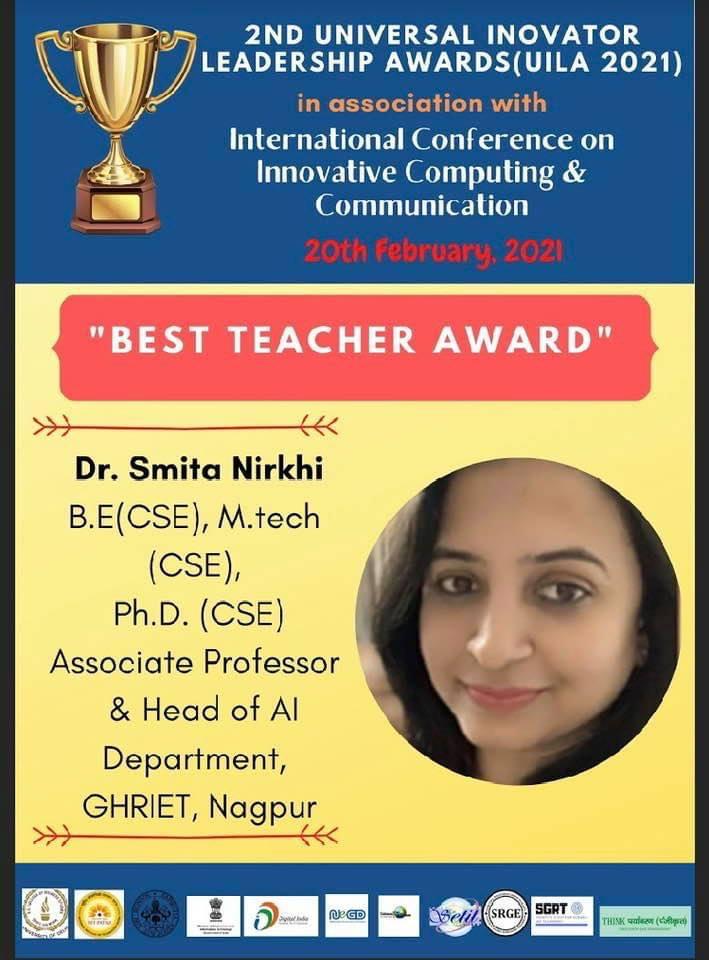 2ND UNIVERSAL INOVATOR
LEADERSHIP AWARDS(UILA 2021)
in association with
International Conference on
Innovative Computing &
Communication
20th February, 2021
"BEST TEACHER AWARD"
Dr. Smita Nirkhi
B.E(CSE), M.tech
(CSE),
Ph.D. (CSE)
Associate Professor
& Head of AI
Department,
GHRIET, Nagpur
Digital India
NeGD
SRGE
SGRT
THINK पर्यावरण (पंजीकृत)